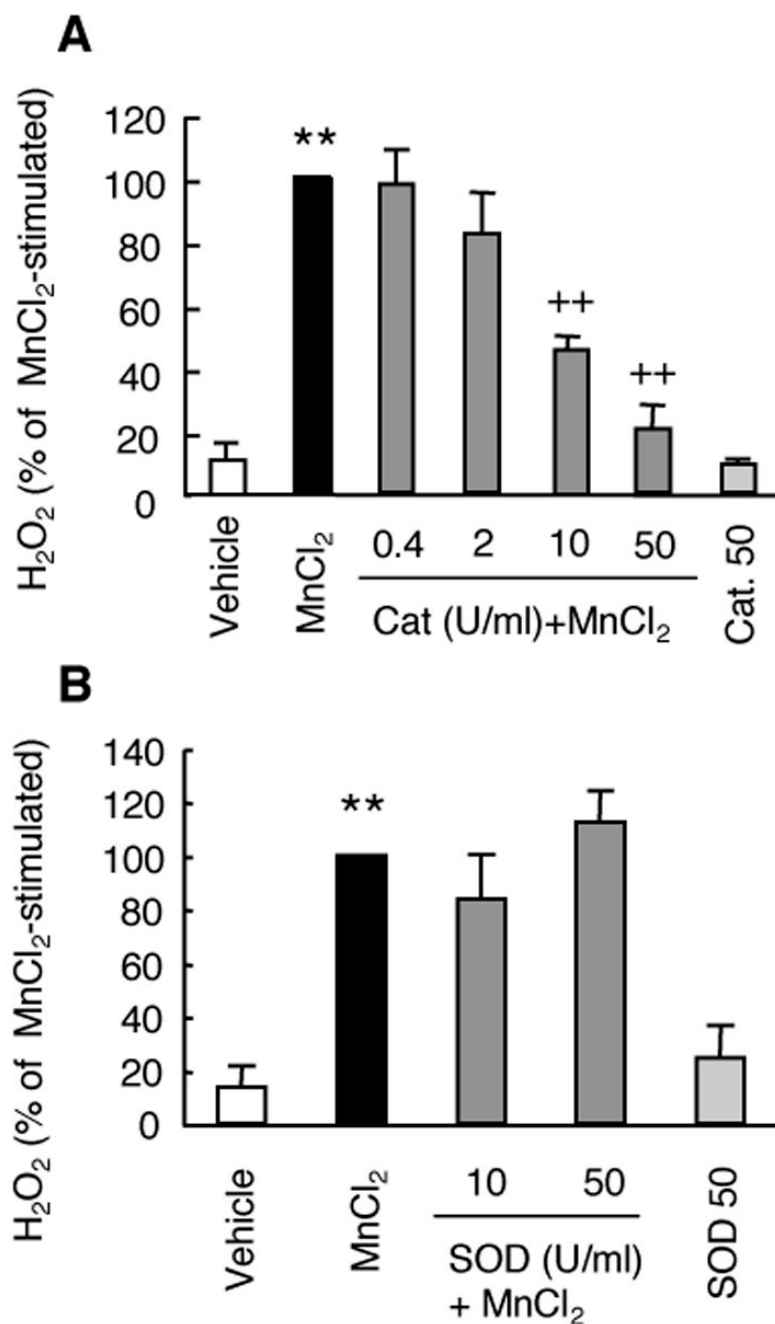 A
H₂O₂ (% of MnCl₂-stimulated)
120
100
80
60
40
20
0
**
++
++
Vehicle
MnCl₂
0.4 2 10 50
Cat (U/ml)+MnCl₂
Cat. 50
B
H₂O₂ (% of MnCl₂-stimulated)
140
120
100
80
60
40
20
0
**
Vehicle
MnCl₂
10 50
SOD (U/ml)
+ MnCl₂
SOD 50